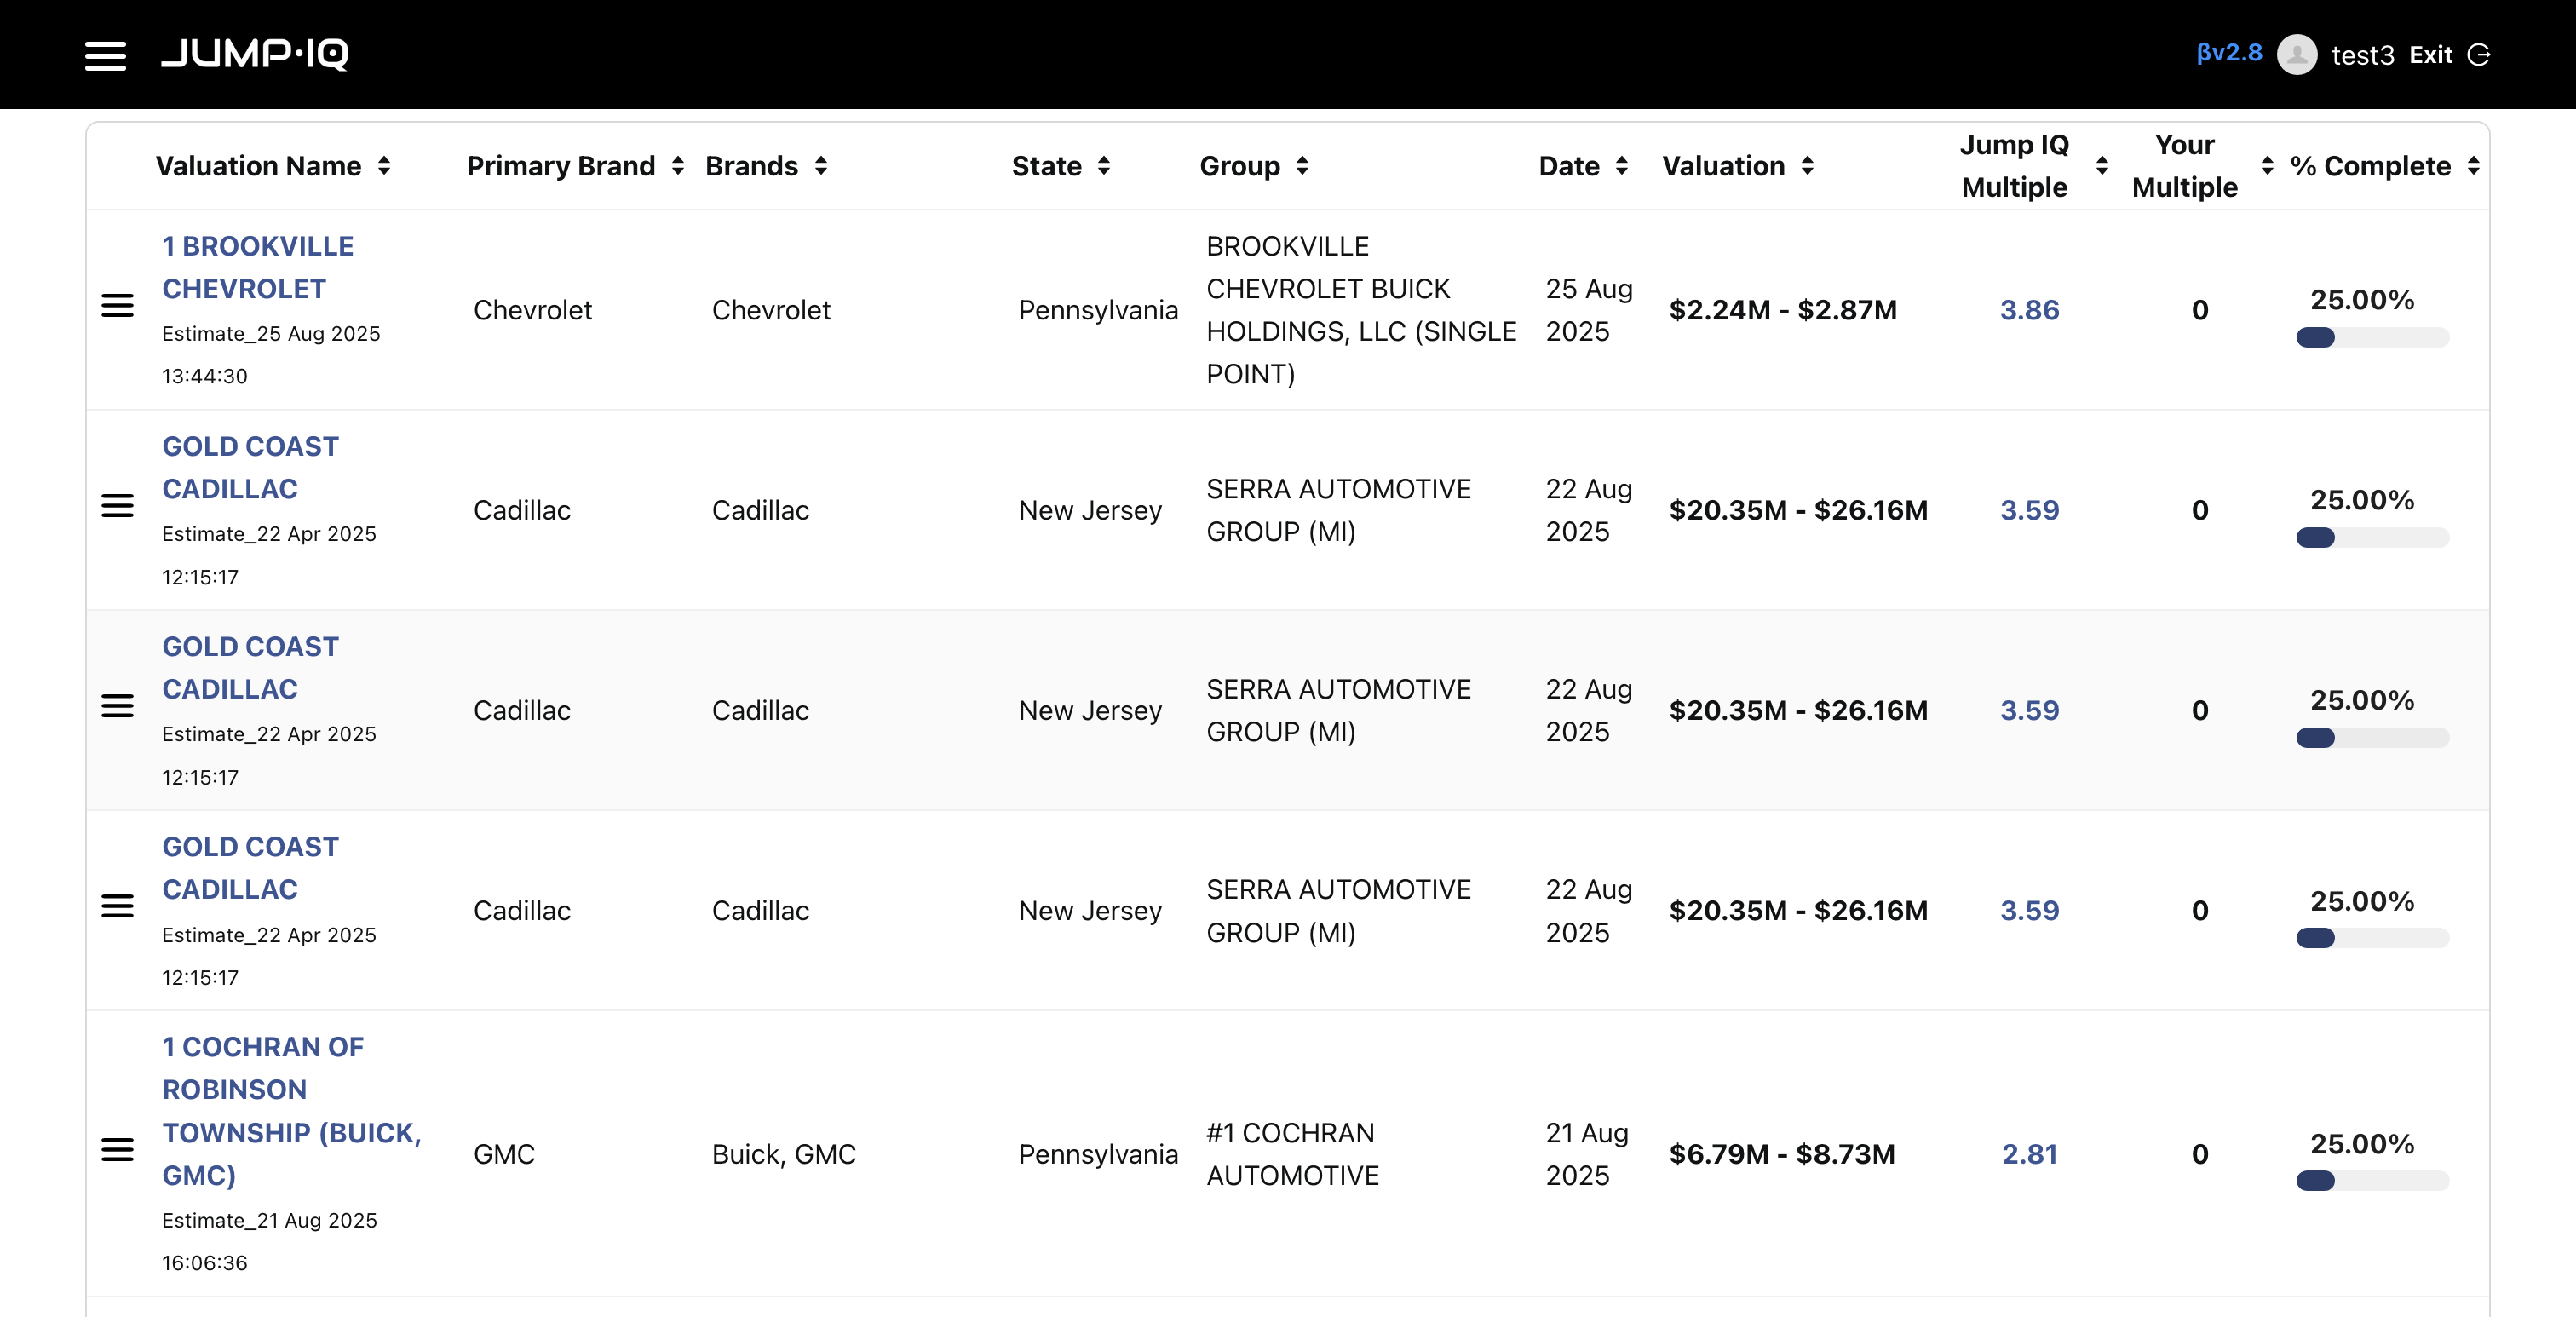 JUMP·IQ
βv2.8 test3 Exit
Valuation Name Primary Brand Brands State Group Date Valuation Jump IQ Multiple Your Multiple % Complete
1 BROOKVILLE
CHEVROLET
Estimate_25 Aug 2025
13:44:30
Chevrolet
Chevrolet
Pennsylvania
BROOKVILLE
CHEVROLET BUICK
HOLDINGS, LLC (SINGLE
POINT)
25 Aug
2025
$2.24M - $2.87M
3.86
0
25.00%
GOLD COAST
CADILLAC
Estimate_22 Apr 2025
12:15:17
Cadillac
Cadillac
New Jersey
SERRA AUTOMOTIVE
GROUP (MI)
22 Aug
2025
$20.35M - $26.16M
3.59
0
25.00%
GOLD COAST
CADILLAC
Estimate_22 Apr 2025
12:15:17
Cadillac
Cadillac
New Jersey
SERRA AUTOMOTIVE
GROUP (MI)
22 Aug
2025
$20.35M - $26.16M
3.59
0
25.00%
GOLD COAST
CADILLAC
Estimate_22 Apr 2025
12:15:17
Cadillac
Cadillac
New Jersey
SERRA AUTOMOTIVE
GROUP (MI)
22 Aug
2025
$20.35M - $26.16M
3.59
0
25.00%
1 COCHRAN OF
ROBINSON
TOWNSHIP (BUICK,
GMC)
Estimate_21 Aug 2025
16:06:36
GMC
Buick, GMC
Pennsylvania
#1 COCHRAN
AUTOMOTIVE
21 Aug
2025
$6.79M - $8.73M
2.81
0
25.00%